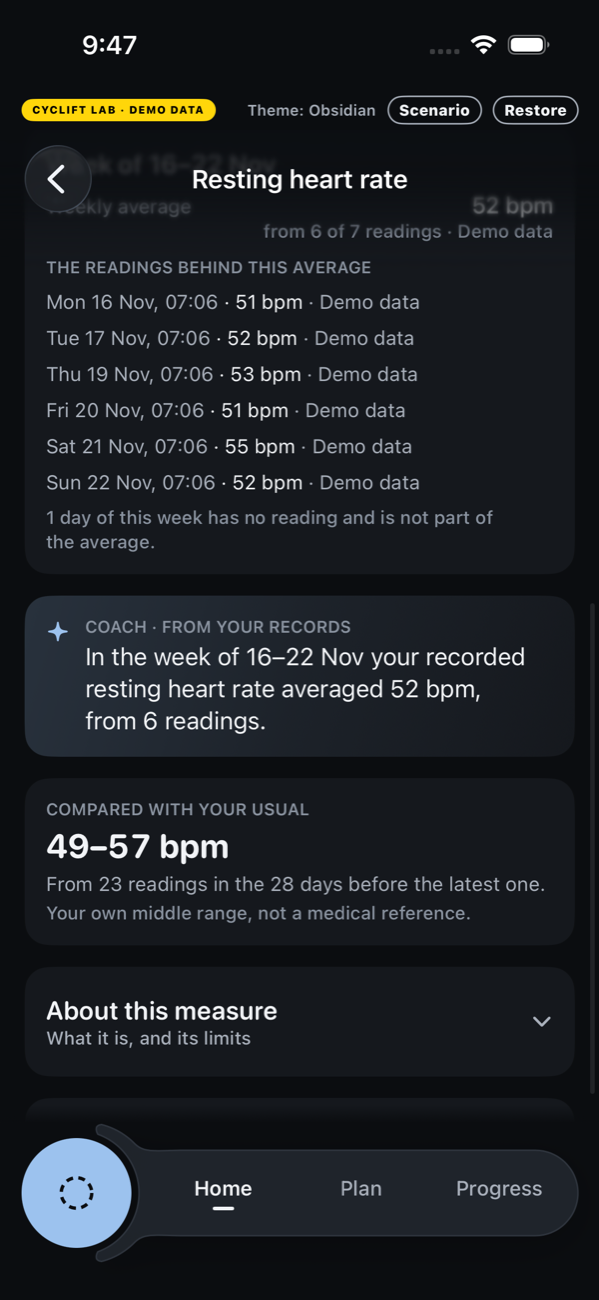 9:47
CYCLIFT LAB · DEMO DATA
Theme: Obsidian
Scenario
Restore
Week of 16–22 Nov
Resting heart rate
Weekly average
52 bpm
from 6 of 7 readings · Demo data
THE READINGS BEHIND THIS AVERAGE
Mon 16 Nov, 07:06 · 51 bpm · Demo data
Tue 17 Nov, 07:06 · 52 bpm · Demo data
Thu 19 Nov, 07:06 · 53 bpm · Demo data
Fri 20 Nov, 07:06 · 51 bpm · Demo data
Sat 21 Nov, 07:06 · 55 bpm · Demo data
Sun 22 Nov, 07:06 · 52 bpm · Demo data
1 day of this week has no reading and is not part of
the average.
COACH · FROM YOUR RECORDS
In the week of 16–22 Nov your recorded
resting heart rate averaged 52 bpm,
from 6 readings.
COMPARED WITH YOUR USUAL
49–57 bpm
From 23 readings in the 28 days before the latest one.
Your own middle range, not a medical reference.
About this measure
What it is, and its limits
Home
Plan
Progress